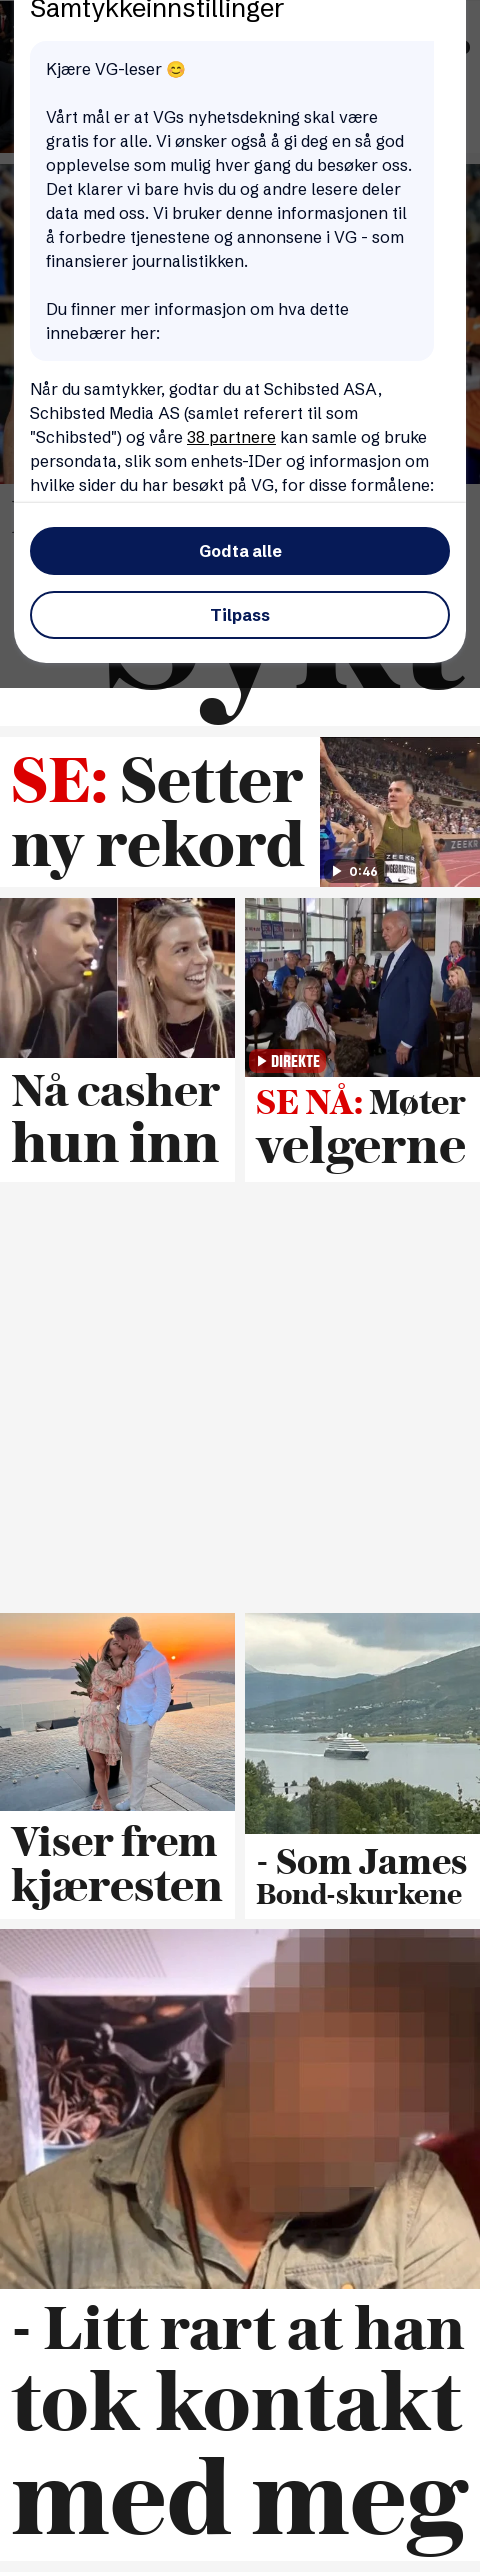 Samtykkeinnstillinger
Kjære VG-leser 😊
Vårt mål er at VGs nyhetsdekning skal være
gratis for alle. Vi ønsker også å gi deg en så god
opplevelse som mulig hver gang du besøker oss.
Det klarer vi bare hvis du og andre lesere deler
data med oss. Vi bruker denne informasjonen til
å forbedre tjenestene og annonsene i VG - som
finansierer journalistikken.
Du finner mer informasjon om hva dette
innebærer her:
Når du samtykker, godtar du at Schibsted ASA,
Schibsted Media AS (samlet referert til som
"Schibsted") og våre 38 partnere kan samle og bruke
persondata, slik som enhets-IDer og informasjon om
hvilke sider du har besøkt på VG, for disse formålene:
Godta alle
Tilpass
sykt
SE: Setter
ny rekord
ZEEKR
ZEEKR
INGEBRIGTSEN
0:46
DIREKTE
Nå casher
hun inn
SE NÅ: Møter
velgerne
Viser frem
kjæresten
- Som James
Bond-skurkene
- Litt rart at han
tok kontakt
med meg